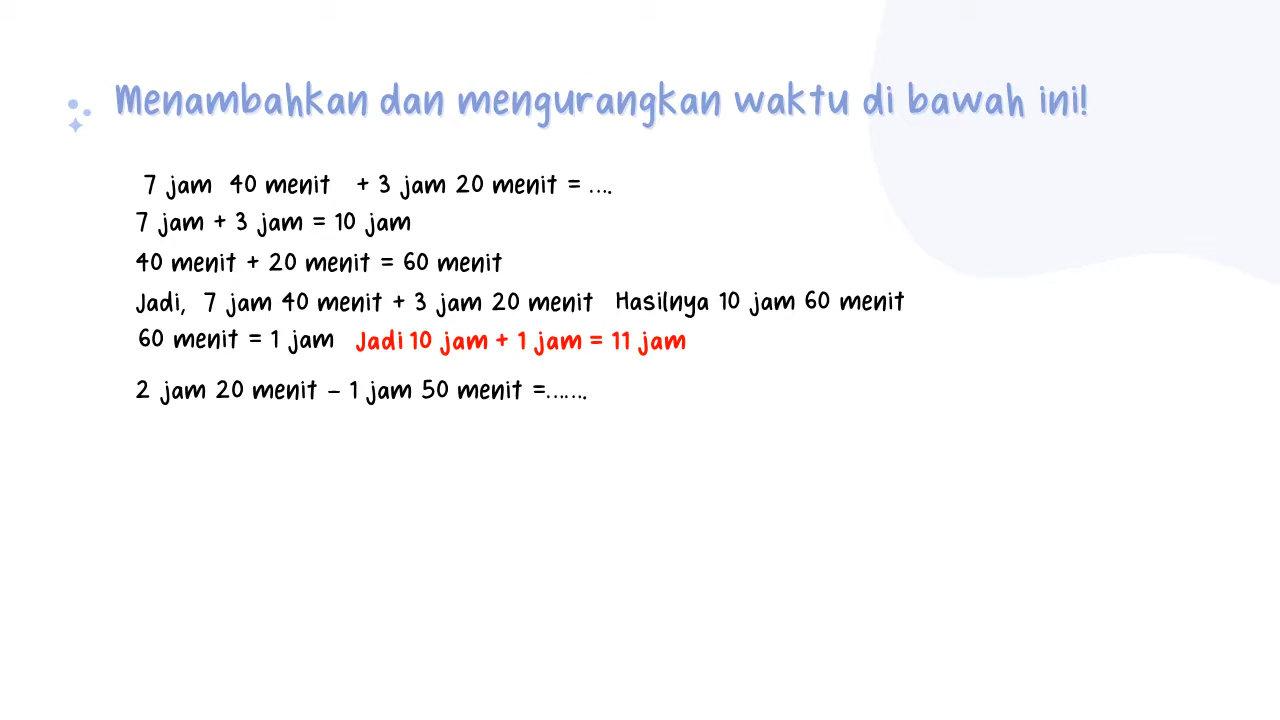 Menambahkan dan mengurangkan waktu di bawah ini!
7 jam 40 menit + 3 jam 20 menit = ....
7 jam + 3 jam = 10 jam
40 menit + 20 menit = 60 menit
Jadi, 7 jam 40 menit + 3 jam 20 menit Hasilnya 10 jam 60 menit
60 menit = 1 jam Jadi 10 jam + 1 jam = 11 jam
2 jam 20 menit – 1 jam 50 menit =.......